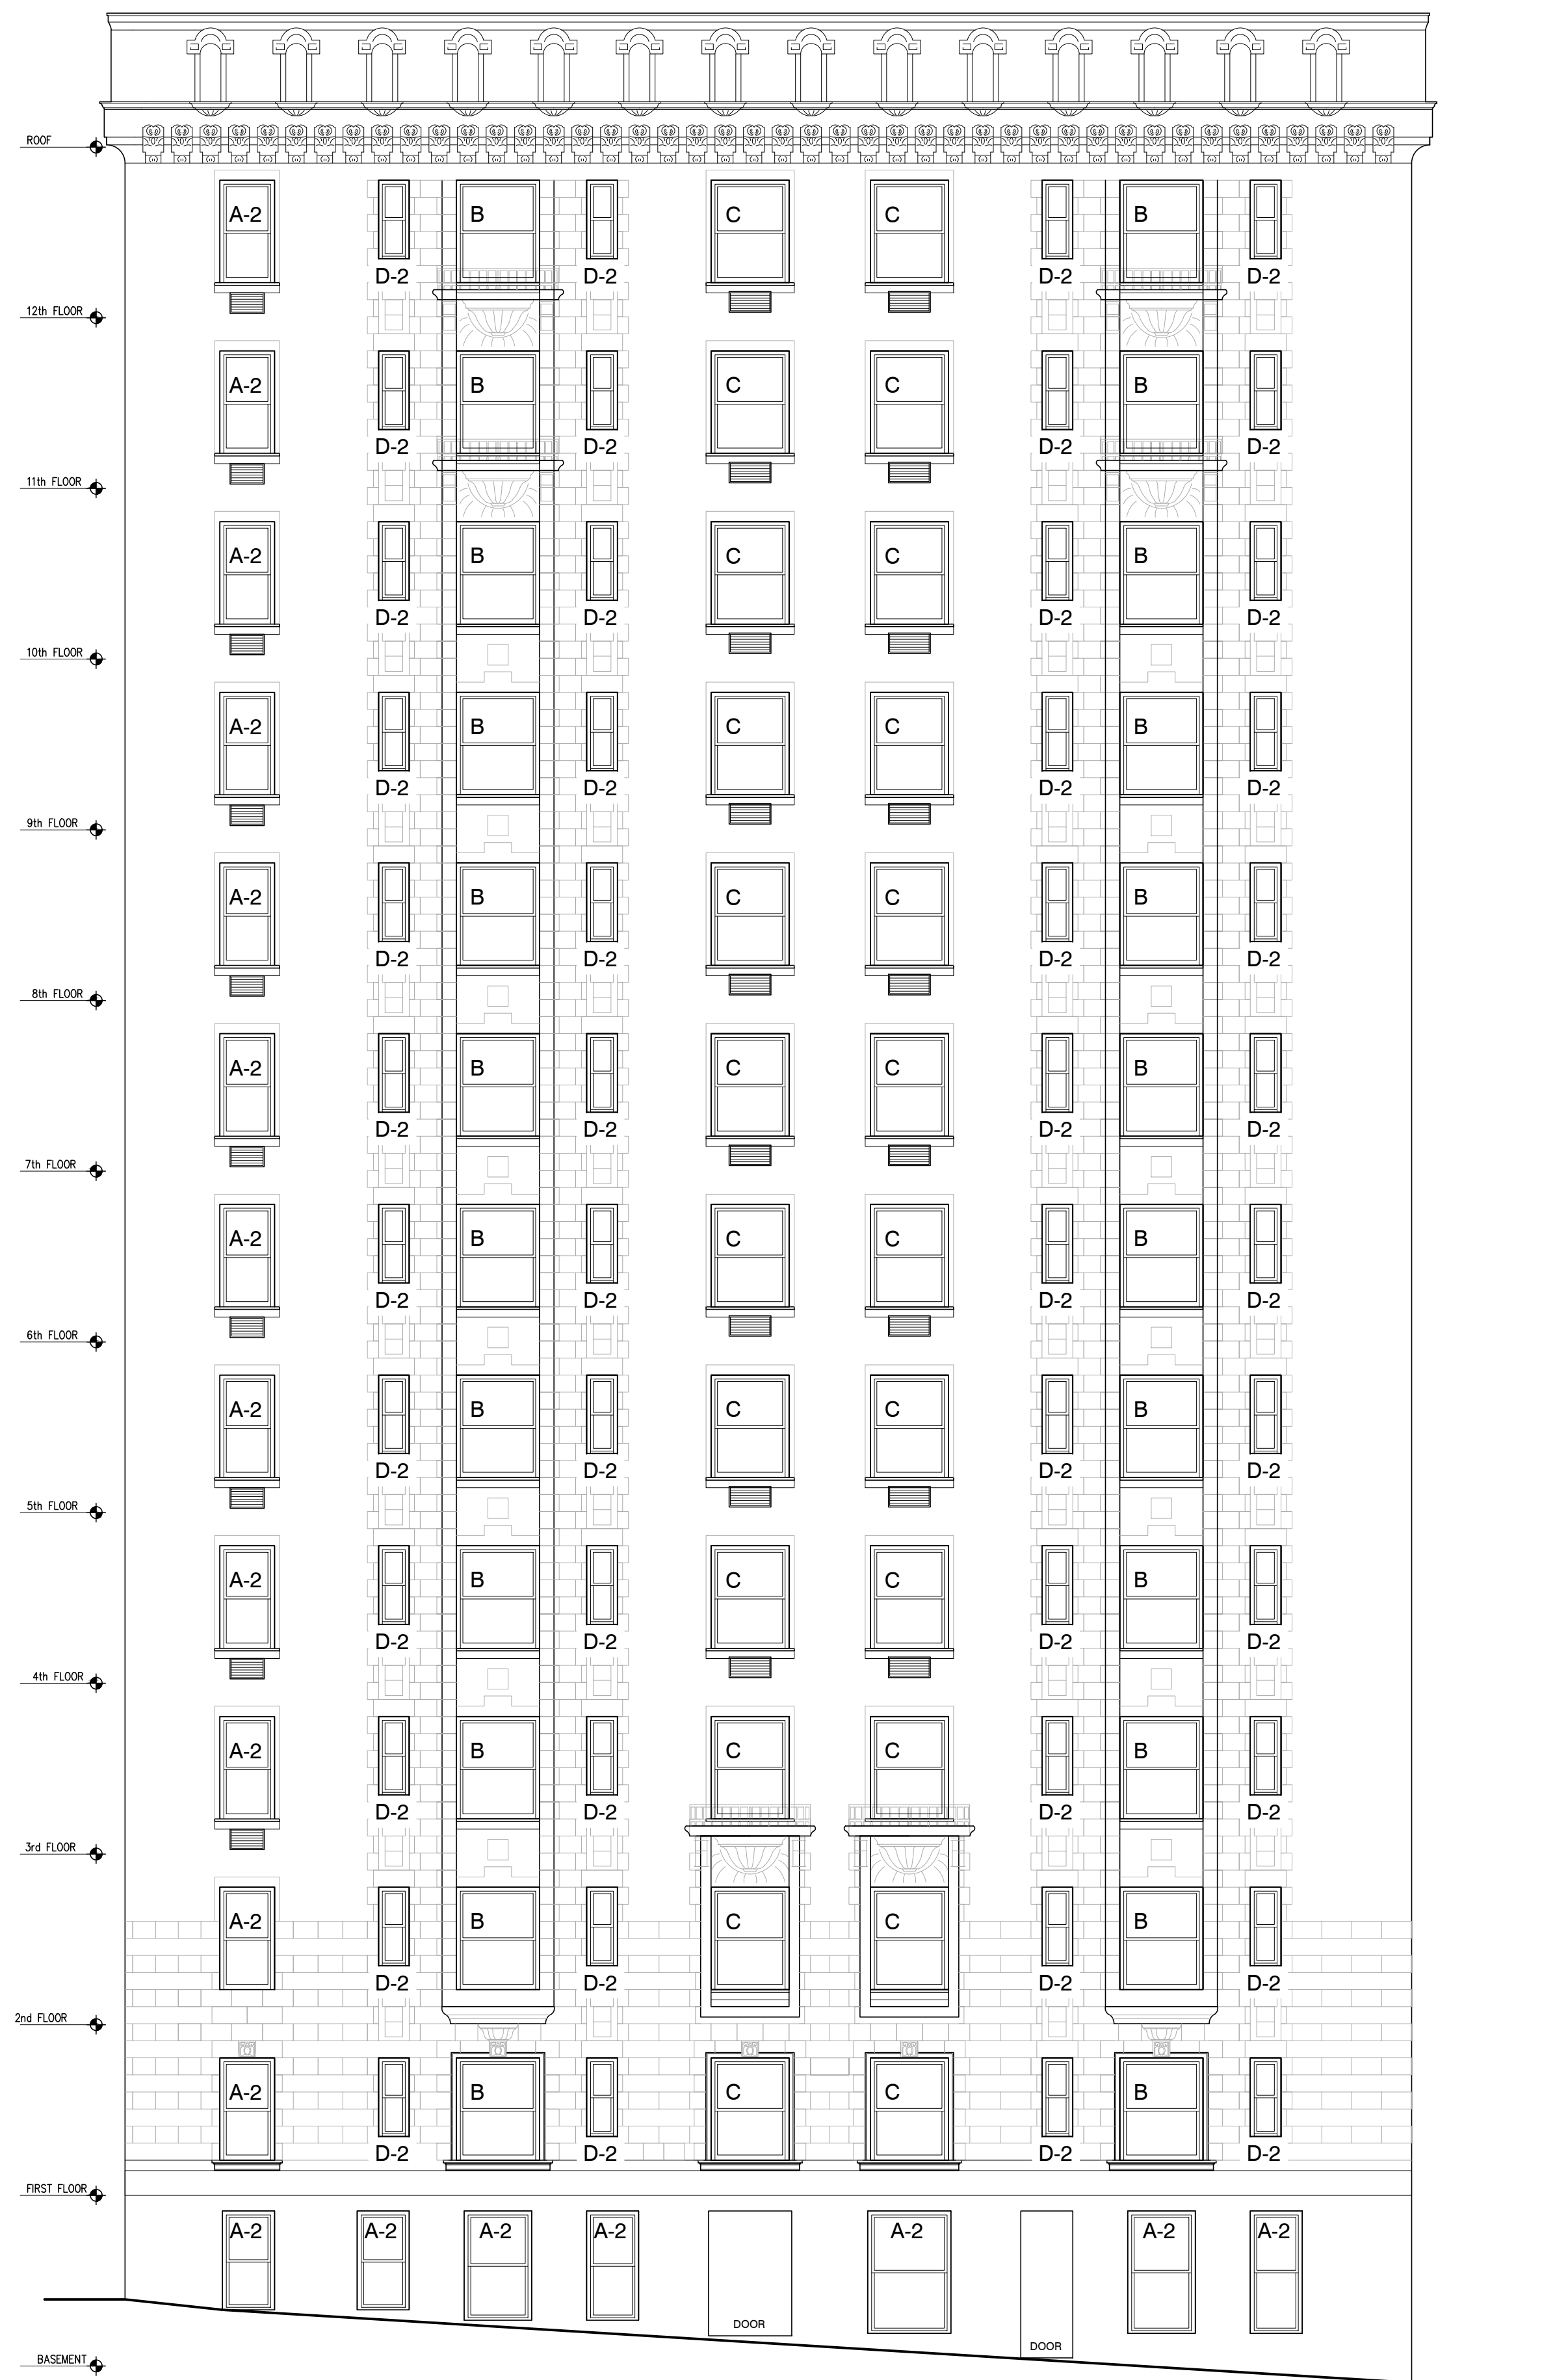 ROOF
A-2 B C C B
D-2 D-2 D-2 D-2
12th FLOOR
A-2 B C C B
D-2 D-2 D-2 D-2
11th FLOOR
A-2 B C C B
D-2 D-2 D-2 D-2
10th FLOOR
A-2 B C C B
D-2 D-2 D-2 D-2
9th FLOOR
A-2 B C C B
D-2 D-2 D-2 D-2
8th FLOOR
A-2 B C C B
D-2 D-2 D-2 D-2
7th FLOOR
A-2 B C C B
D-2 D-2 D-2 D-2
6th FLOOR
A-2 B C C B
D-2 D-2 D-2 D-2
5th FLOOR
A-2 B C C B
D-2 D-2 D-2 D-2
4th FLOOR
A-2 B C C B
D-2 D-2 D-2 D-2
3rd FLOOR
A-2 B C C B
D-2 D-2 D-2 D-2
2nd FLOOR
A-2 B C C B
D-2 D-2 D-2 D-2
FIRST FLOOR
A-2 A-2 A-2 A-2 A-2 A-2 A-2
DOOR
DOOR
BASEMENT